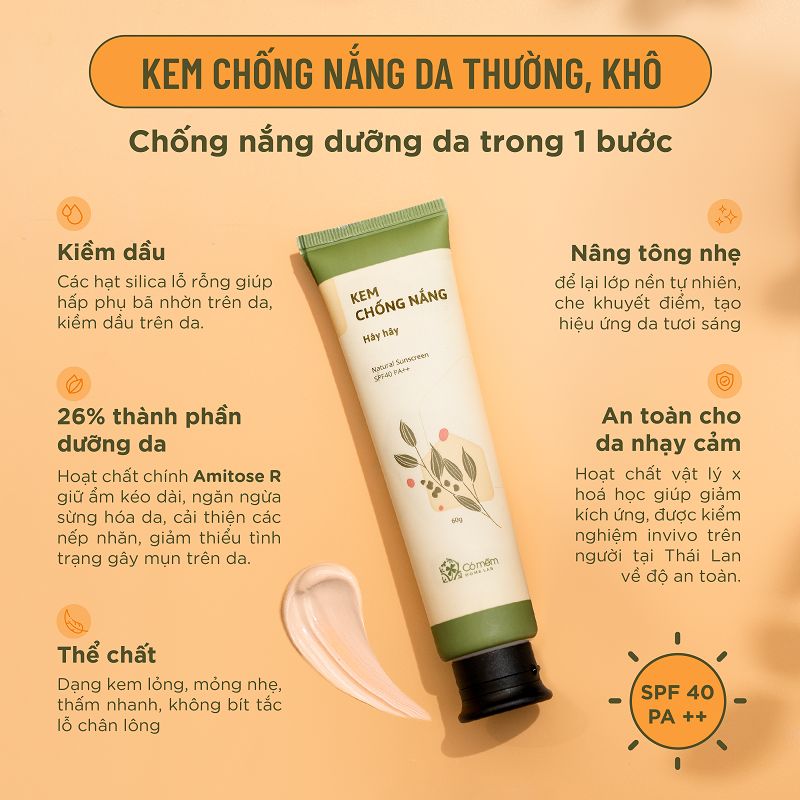 KEM CHỐNG NẮNG DA THƯỜNG, KHÔ
Chống nắng dưỡng da trong 1 bước
Kiềm dầu
Các hạt silica lỗ rỗng giúp
hấp phụ bã nhờn trên da,
kiềm dầu trên da.
26% thành phần
dưỡng da
Hoạt chất chính Amitose R
giữ ẩm kéo dài, ngăn ngừa
sừng hóa da, cải thiện các
nếp nhăn, giảm thiểu tình
trạng gây mụn trên da.
Thể chất
Dạng kem lỏng, mỏng nhẹ,
thấm nhanh, không bít tắc
lỗ chân lông
KEM
CHỐNG NẮNG
Hây hây
Natural Sunscreen
SPF40 PA++
60g
Cỏ mềm
HOMELAB
Nâng tông nhẹ
để lại lớp nền tự nhiên,
che khuyết điểm, tạo
hiệu ứng da tươi sáng
An toàn cho
da nhạy cảm
Hoạt chất vật lý x
hoá học giúp giảm
kích ứng, được kiểm
nghiệm invivo trên
người tại Thái Lan
về độ an toàn.
SPF 40
PA ++